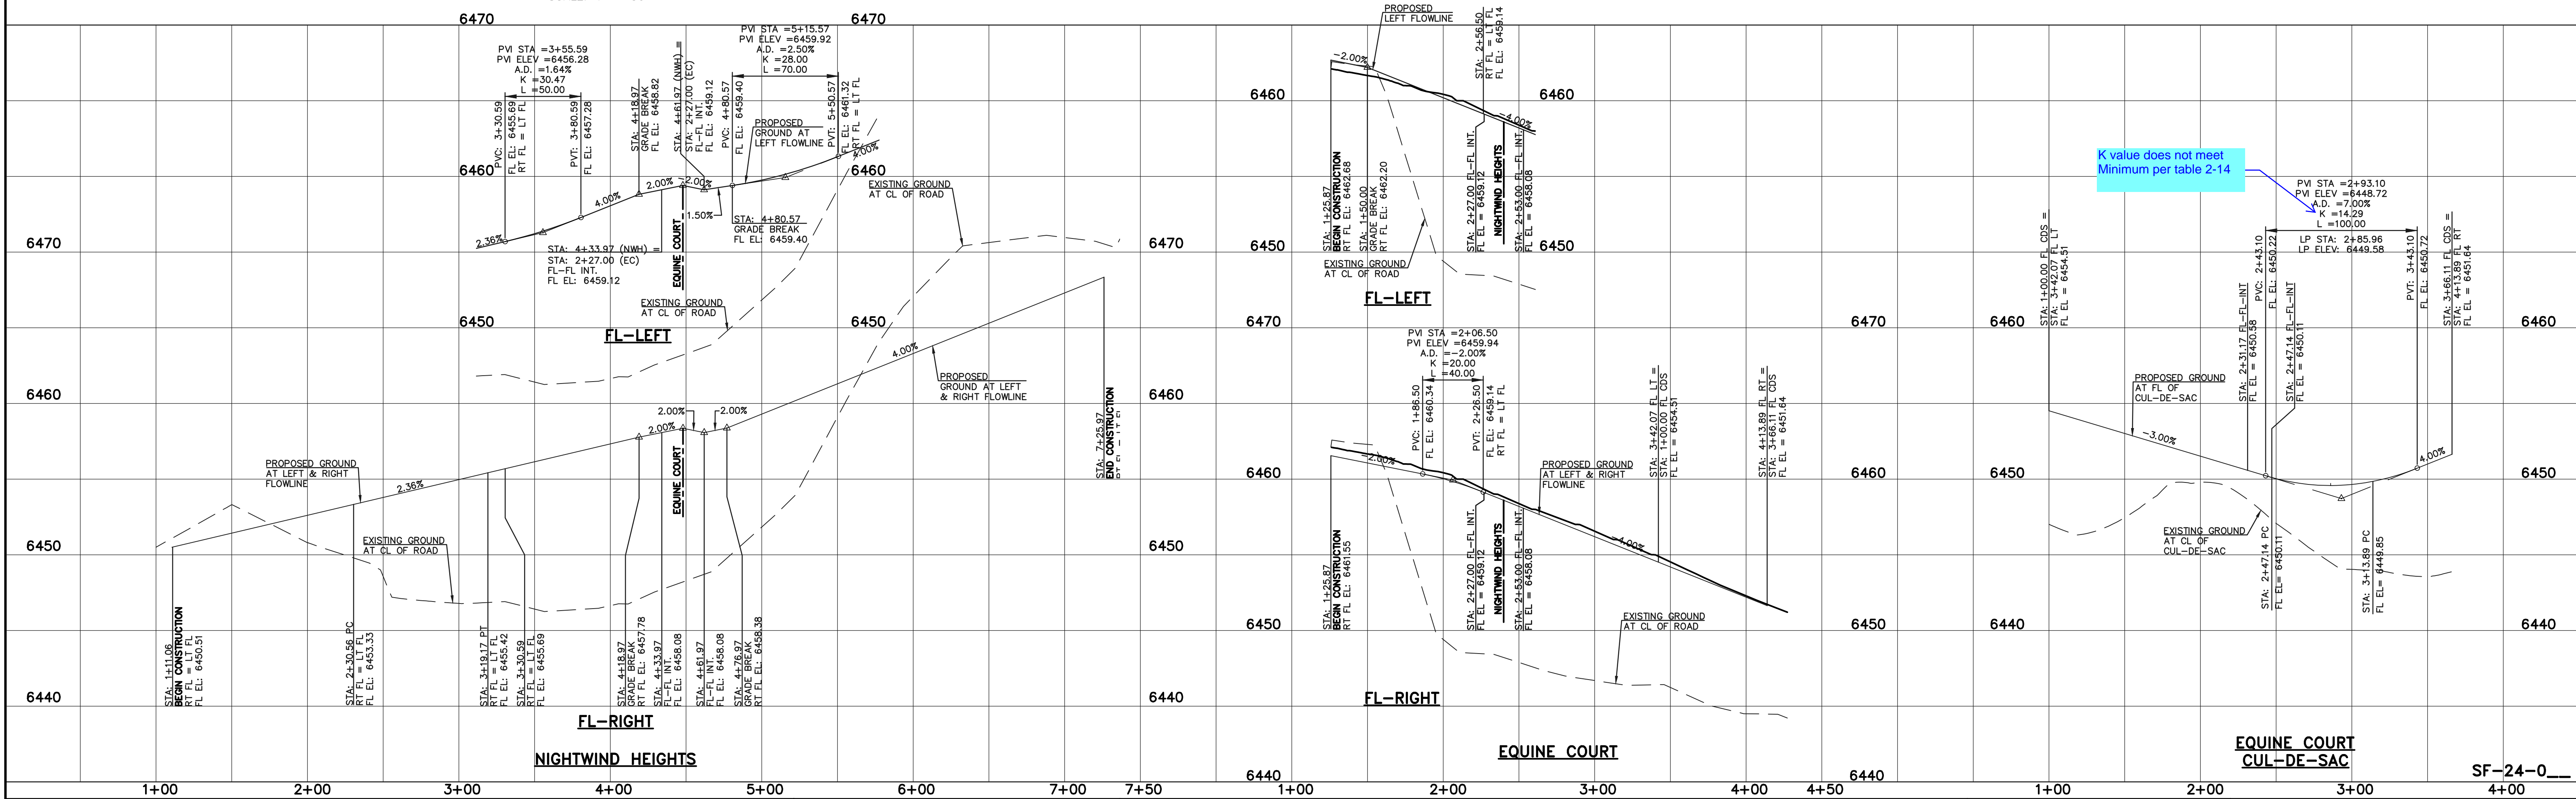 6470
6470
PVI STA =3+55.59
PVI ELEV =6456.28
A.D. =1.64%
K =30.47
L =50.00
PVC: 3+30.59
FL EL: 6455.69
RT FL = LT FL
PVT: 3+80.59
FL EL: 6457.28
STA: 4+18.97
GRADE BREAK
FL EL: 6458.82
STA: 4+61.97 (NWH) =
STA: 2+27.00 (EC)
FL-FL INT.
FL EL: 6459.12
PVI STA =5+15.57
PVI ELEV =6459.92
A.D. =2.50%
K =28.00
L =70.00
PVC: 4+80.57
FL EL: 6459.40
PROPOSED
GROUND AT
LEFT FLOWLINE
PVT: 5+50.57
FL EL: 6461.32
RT FL = LT FL
4.00%
6460
6460
2.36%
4.00%
2.00%
-2.00%
1.50%
STA: 4+80.57
GRADE BREAK
FL EL: 6459.40
EXISTING GROUND
AT CL OF ROAD
STA: 4+33.97 (NWH) =
STA: 2+27.00 (EC)
FL-FL INT.
FL EL: 6459.12
EQUINE COURT
EXISTING GROUND
AT CL OF ROAD
6450
6450
FL-LEFT
6470
6470
6460
6460
6450
6450
6440
6440
4.00%
PROPOSED
GROUND AT LEFT
& RIGHT FLOWLINE
2.00%
2.00%
2.00%
EQUINE COURT
STA: 7+25.97
END CONSTRUCTION
PROPOSED GROUND
AT LEFT & RIGHT
FLOWLINE
2.36%
EXISTING GROUND
AT CL OF ROAD
STA: 1+11.06
BEGIN CONSTRUCTION
RT FL = LT FL
FL EL: 6450.51
STA: 2+30.56 PC
RT FL = LT FL
FL EL: 6453.33
STA: 3+19.17 PT
RT FL = LT FL
FL EL: 6455.42
STA: 3+30.59
RT FL = LT FL
FL EL: 6455.69
STA: 4+18.97
GRADE BREAK
RT FL EL: 6457.78
STA: 4+33.97
FL-FL INT.
FL EL: 6458.08
STA: 4+61.97
FL-FL INT.
FL EL: 6458.08
STA: 4+76.97
GRADE BREAK
RT FL EL: 6458.38
FL-RIGHT
NIGHTWIND HEIGHTS
1+00
2+00
3+00
4+00
5+00
6+00
7+00
7+50
PROPOSED
LEFT FLOWLINE
STA: 2+56.50
RT FL = LT FL
FL EL: 6459.14
-2.00%
-4.00%
6460
6460
6450
6450
STA: 1+25.87
BEGIN CONSTRUCTION
RT FL EL: 6462.68
STA: 1+50.00
GRADE BREAK
RT FL EL: 6462.20
STA: 2+27.00 FL-FL INT.
FL EL = 6459.12
NIGHTWIND HEIGHTS
STA: 2+53.00 FL-FL INT.
FL EL = 6458.08
EXISTING GROUND
AT CL OF ROAD
FL-LEFT
6470
6470
PVI STA =2+06.50
PVI ELEV =6459.94
A.D. =-2.00%
K =20.00
L =40.00
PVC: 1+86.50
FL EL: 6460.34
PVT: 2+26.50
FL EL: 6459.14
RT FL = LT FL
STA: 3+42.07 FL LT =
STA: 1+00.00 FL CDS
FL EL = 6454.51
STA: 4+13.89 FL RT =
STA: 3+66.11 FL CDS
FL EL= 6451.64
6460
6460
-2.00%
PROPOSED GROUND
AT LEFT & RIGHT
FLOWLINE
-4.00%
STA: 1+25.87
BEGIN CONSTRUCTION
RT FL EL: 6461.55
STA: 2+27.00 FL-FL INT.
FL EL = 6459.12
NIGHTWIND HEIGHTS
STA: 2+53.00 FL-FL INT.
FL EL = 6458.08
EXISTING GROUND
AT CL OF ROAD
6450
6450
FL-RIGHT
EQUINE COURT
6440
6440
1+00
2+00
3+00
4+00
4+50
K value does not meet
Minimum per table 2-14
PVI STA =2+93.10
PVI ELEV =6448.72
A.D. =7.00%
K =14.29
L =100.00
LP STA: 2+85.96
LP ELEV: 6449.58
STA: 1+00.00 FL CDS =
STA: 3+42.07 FL LT
FL EL = 6454.51
STA: 2+31.17 FL-FL-INT
FL EL = 6450.58
PVC: 2+43.10
FL EL: 6450.22
STA: 2+47.14 FL-FL-INT
FL EL = 6450.11
PVT: 3+43.10
FL EL: 6450.72
STA: 3+66.11 FL CDS =
STA: 4+13.89 FL RT
FL EL = 6451.64
6460
6460
PROPOSED GROUND
AT FL OF
CUL-DE-SAC
-3.00%
4.00%
6450
6450
EXISTING GROUND
AT CL OF
CUL-DE-SAC
STA: 2+47.14 PC
FL EL= 6450.11
STA: 3+13.89 PC
FL EL= 6449.85
6440
6440
EQUINE COURT
CUL-DE-SAC
SF-24-0__
1+00
2+00
3+00
4+00